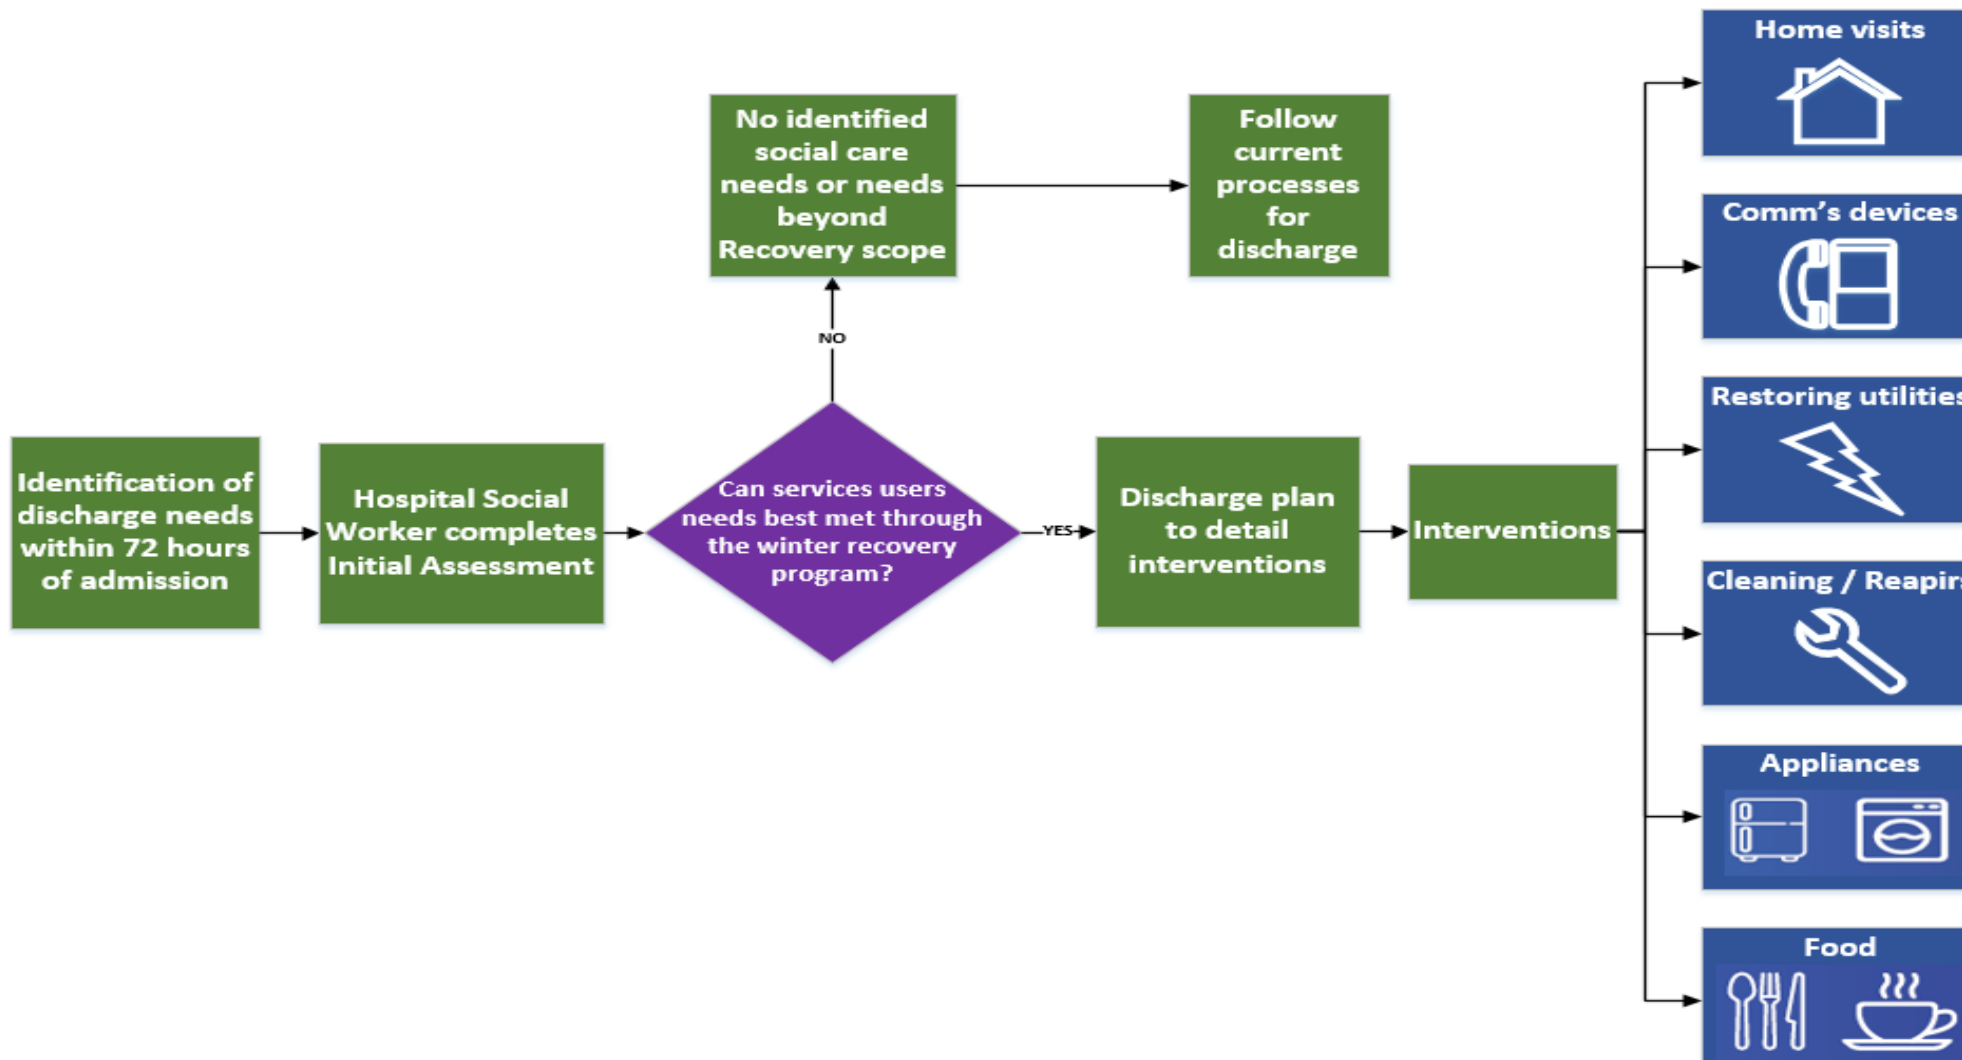 Identification of
discharge needs
within 72 hours
of admission
Hospital Social
Worker completes
Initial Assessment
Can services users
needs best met through
the winter recovery
program?
NO
No identified
social care
needs or needs
beyond
Recovery scope
Follow
current
processes
for
discharge
YES
Discharge plan
to detail
interventions
Interventions
Home visits
Comm's devices
Restoring utilities
Cleaning / Reapirs
Appliances
Food